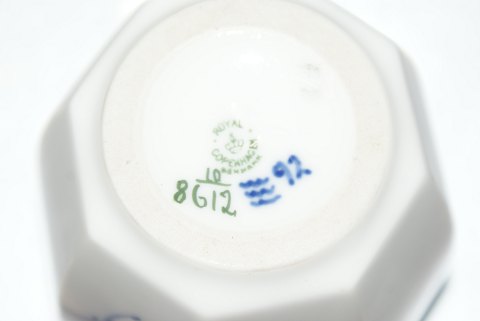 ROYAL
COPENHAGEN
DENMARK
10
8612
92